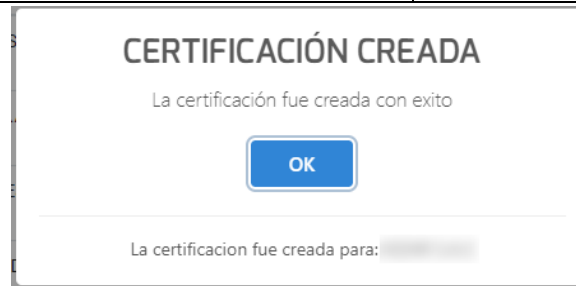 CERTIFICACIÓN CREADA
La certificación fue creada con exito
OK
La certificacion fue creada para: